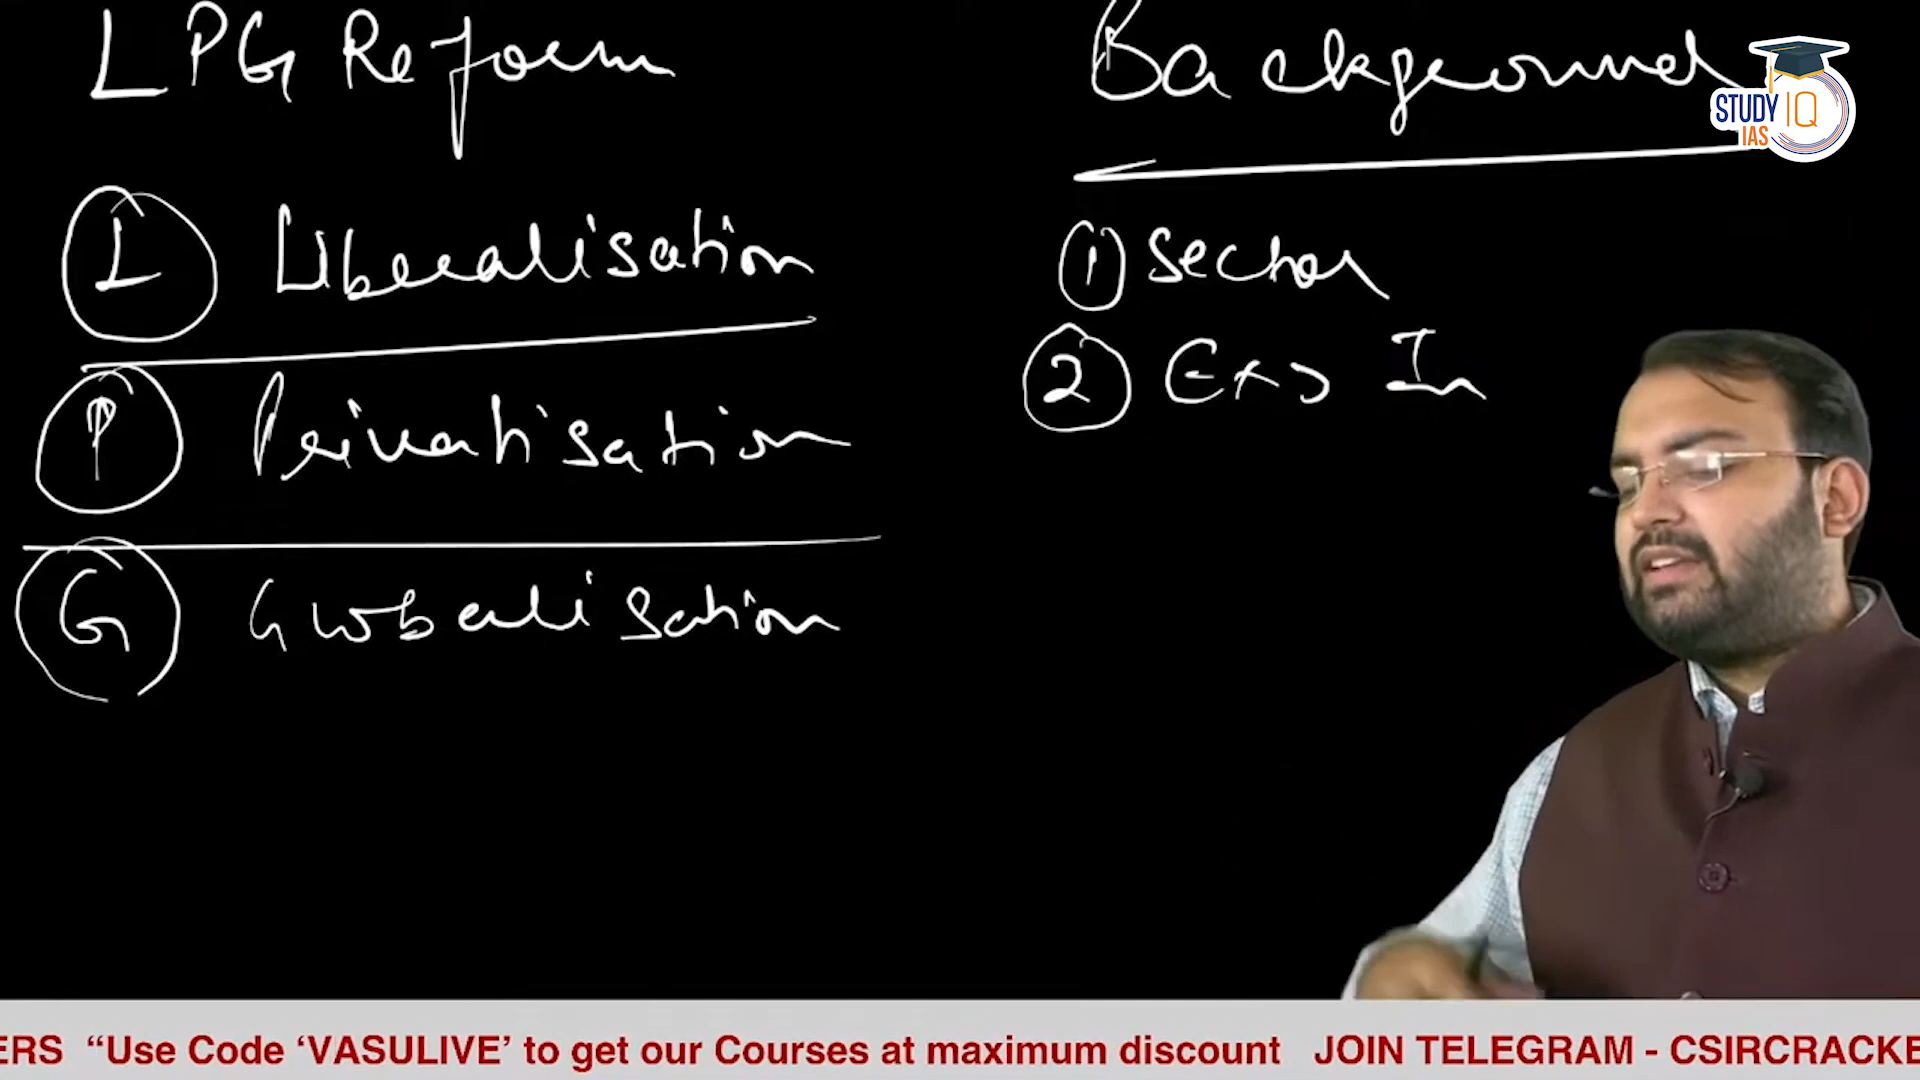 LPG Reform
L Liberalisation
P Privatisation
G Globalisation
Background
1 Sector
2 Ex> In
STUDY IQ
IAS
ERS “Use Code ‘VASULIVE’ to get our Courses at maximum discount JOIN TELEGRAM - CSIRCRACKE